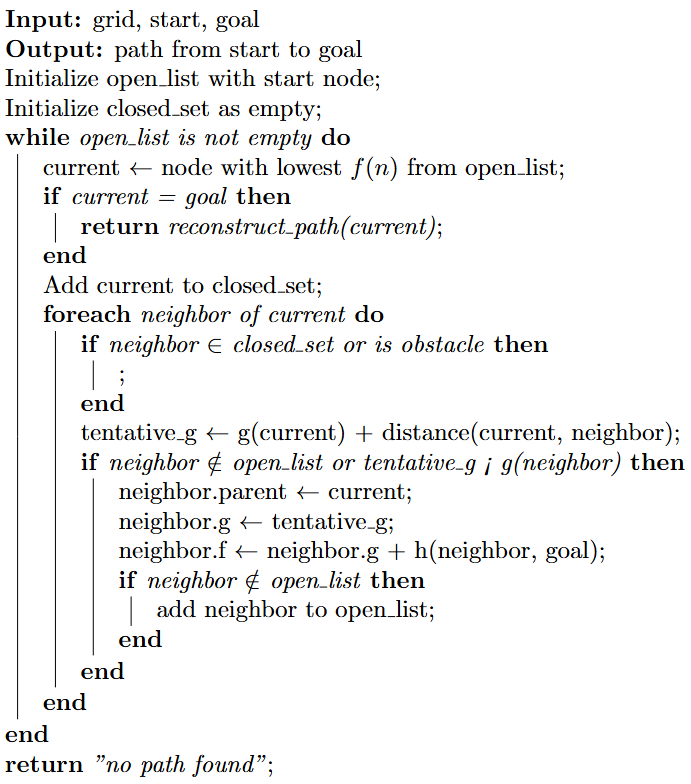 Input: grid, start, goal
Output: path from start to goal
Initialize open_list with start node;
Initialize closed_set as empty;
while open_list is not empty do
current ← node with lowest f(n) from open_list;
if current = goal then
return reconstruct_path(current);
end
Add current to closed_set;
foreach neighbor of current do
if neighbor ∈ closed_set or is obstacle then
;
end
tentative_g ← g(current) + distance(current, neighbor);
if neighbor ∉ open_list or tentative_g ¡ g(neighbor) then
neighbor.parent ← current;
neighbor.g ← tentative_g;
neighbor.f ← neighbor.g + h(neighbor, goal);
if neighbor ∉ open_list then
add neighbor to open_list;
end
end
end
end
return ”no path found”;